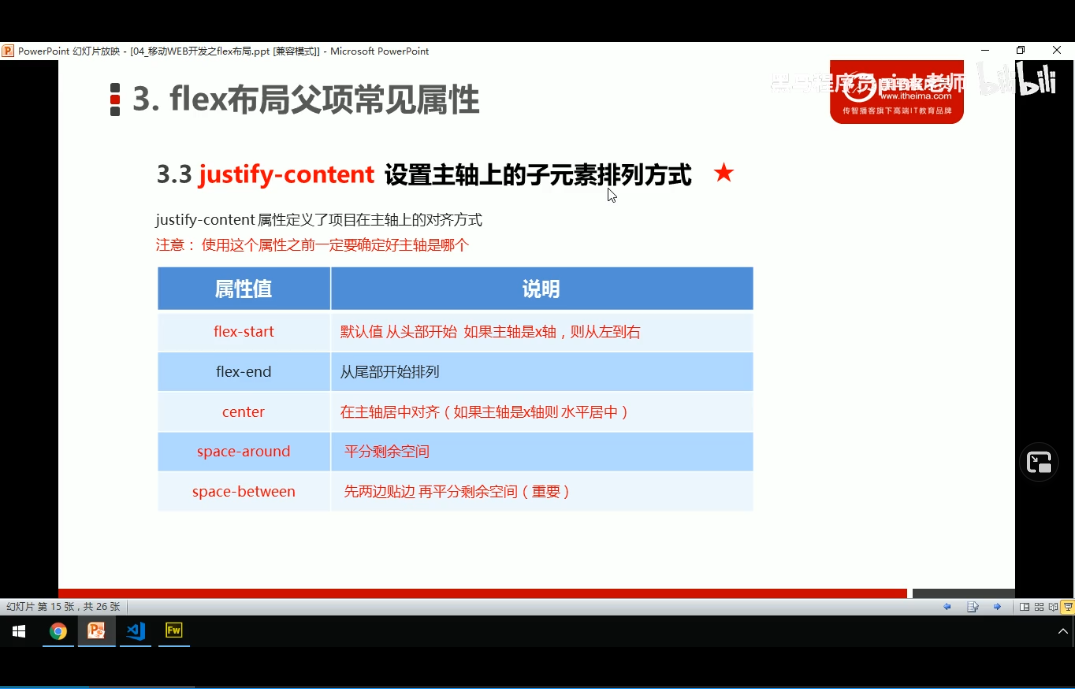 PowerPoint 幻灯片放映 - [04_移动WEB开发之flex布局.ppt [兼容模式]] - Microsoft PowerPoint
3. flex布局父项常见属性
pink老师
bilibili
www.itheima.com
传智播客旗下高端IT教育品牌
3.3 justify-content 设置主轴上的子元素排列方式 ★
justify-content 属性定义了项目在主轴上的对齐方式
注意： 使用这个属性之前一定要确定好主轴是哪个
属性值 说明
flex-start 默认值 从头部开始 如果主轴是x轴，则从左到右
flex-end 从尾部开始排列
center 在主轴居中对齐（如果主轴是x轴则 水平居中）
space-around 平分剩余空间
space-between 先两边贴边 再平分剩余空间（重要）
幻灯片 第 15 张 , 共 26 张
Fw